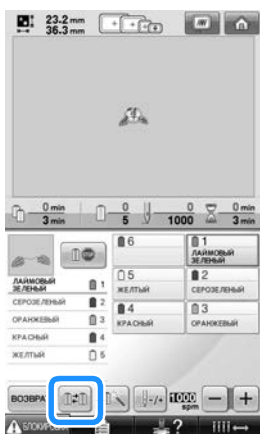 23.2 mm
36.3 mm
0 min
3 min
0
5
0
1000
0 min
3 min
6
1
ЛАЙМОВЫЙ
ЗЕЛЕНЫЙ
5
ЖЕЛТЫЙ
2
СЕРОЗЕЛЕНЫЙ
4
КРАСНЫЙ
3
ОРАНЖЕВЫЙ
ЛАЙМОВЫЙ
ЗЕЛЕНЫЙ 1
СЕРОЗЕЛЕНЫЙ 2
ОРАНЖЕВЫЙ 3
КРАСНЫЙ 4
ЖЕЛТЫЙ 5
ВОЗВРА
-/+
1000
spm
− +
БЛОКИРОВ
?